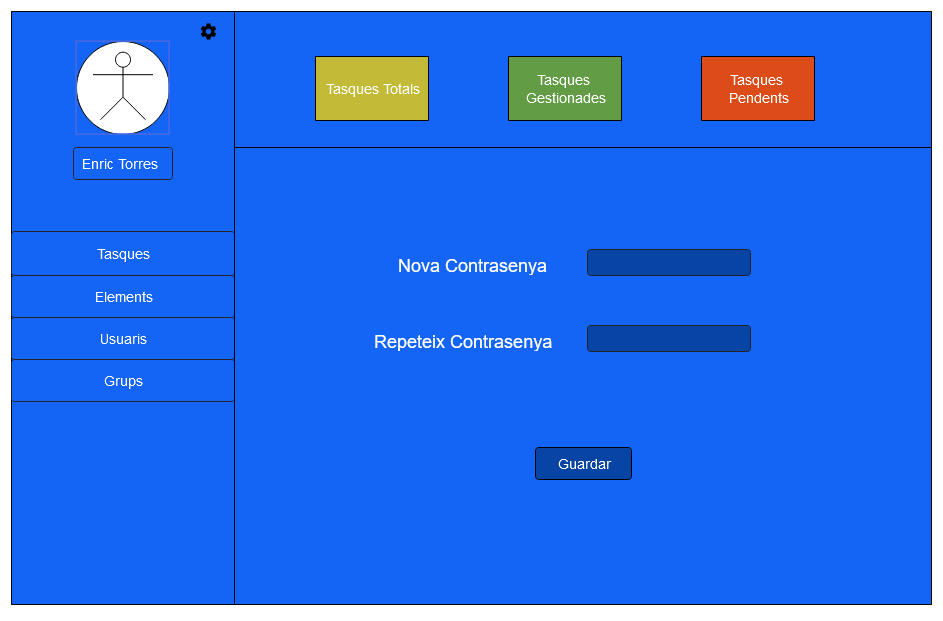 Enric Torres
Tasques
Elements
Usuaris
Grups
Tasques Totals
Tasques
Gestionades
Tasques
Pendents
Nova Contrasenya
Repeteix Contrasenya
Guardar